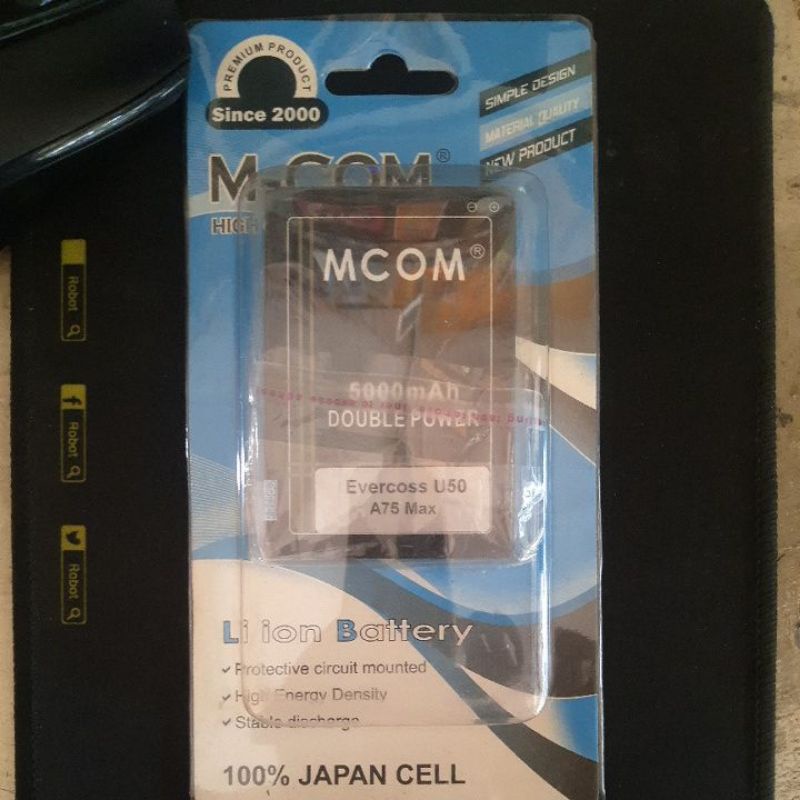 PREMIUM PRODUCT
Since 2000
SIMPLE DESIGN
MATERIAL QUALITY
NEW PRODUCT
M-COM®
HIGH
MCOM®
5000mAh
DOUBLE POWER
Evercoss U50
A75 Max
Li ion Battery
Protective circuit mounted
High Energy Density
Stable discharge
100% JAPAN CELL
Robot
Robot
Robot